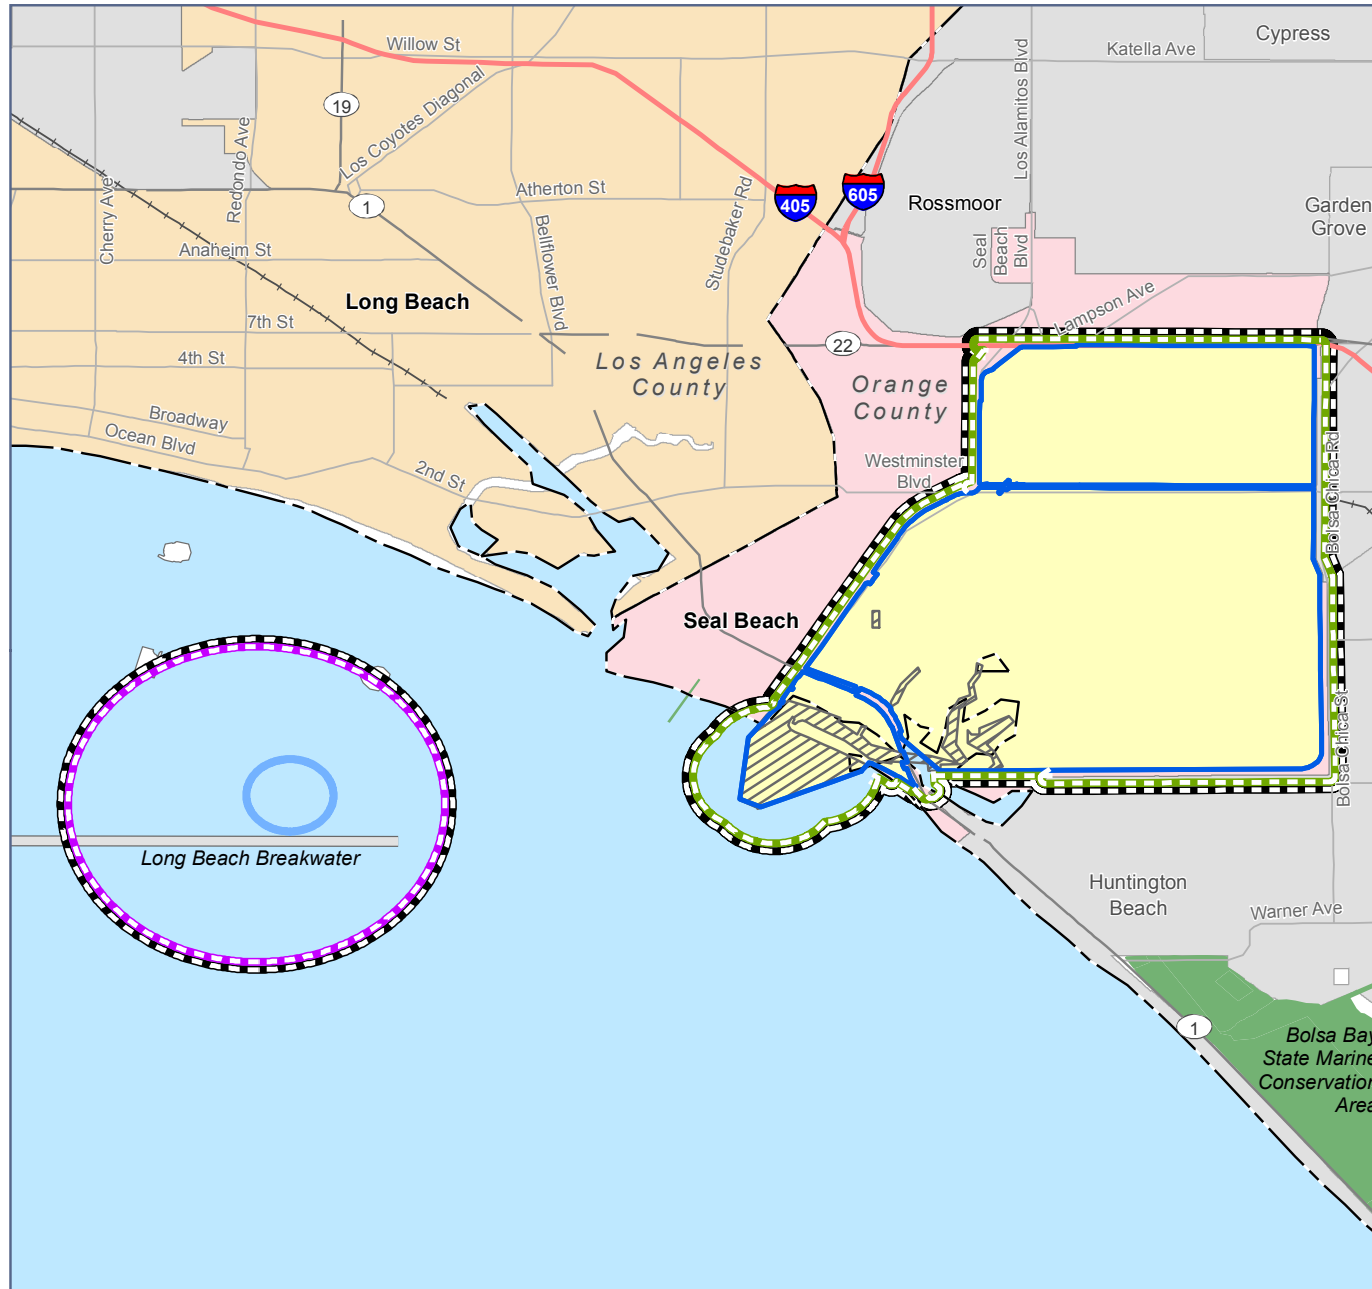 Willow St
Katella Ave
Cypress
Los Alamitos Blvd
19
Los Coyotes Diagonal
Redondo Ave
Cherry Ave
1
Atherton St
Bellflower Blvd
Studebaker Rd
405
605
Rossmoor
Seal
Beach
Blvd
Garden
Grove
Anaheim St
Long Beach
Lampson Ave
7th St
4th St
22
Los Angeles
County
Orange
County
Broadway
Ocean Blvd
2nd St
Westminster
Blvd
Bolsa Chica Rd
Seal Beach
Bolsa Chica St
Long Beach Breakwater
Huntington
Beach
Warner Ave
1
Bolsa Bay
State Marine
Conservation
Area